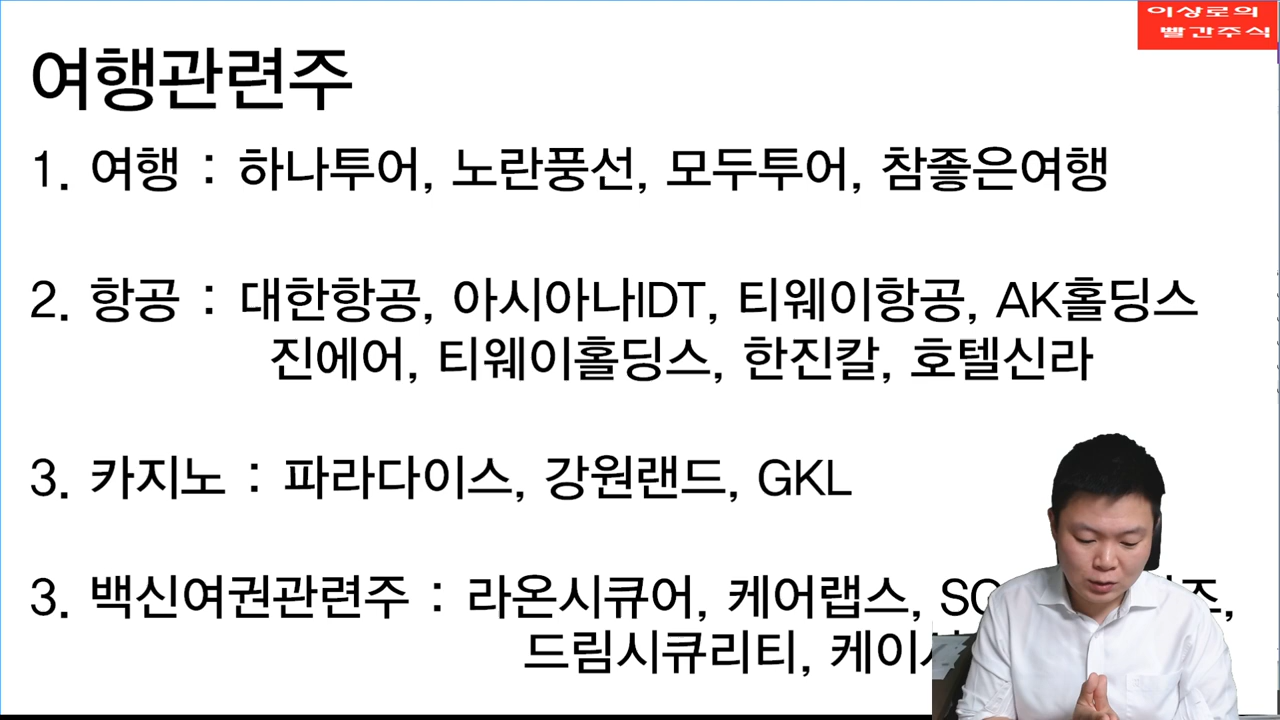 이상로의
빨간주식
여행관련주
1. 여행 : 하나투어, 노란풍선, 모두투어, 참좋은여행
2. 항공 : 대한항공, 아시아나IDT, 티웨이항공, AK홀딩스
진에어, 티웨이홀딩스, 한진칼, 호텔신라
3. 카지노 : 파라다이스, 강원랜드, GKL
3. 백신여권관련주 : 라온시큐어, 케어랩스,
드림시큐리티,